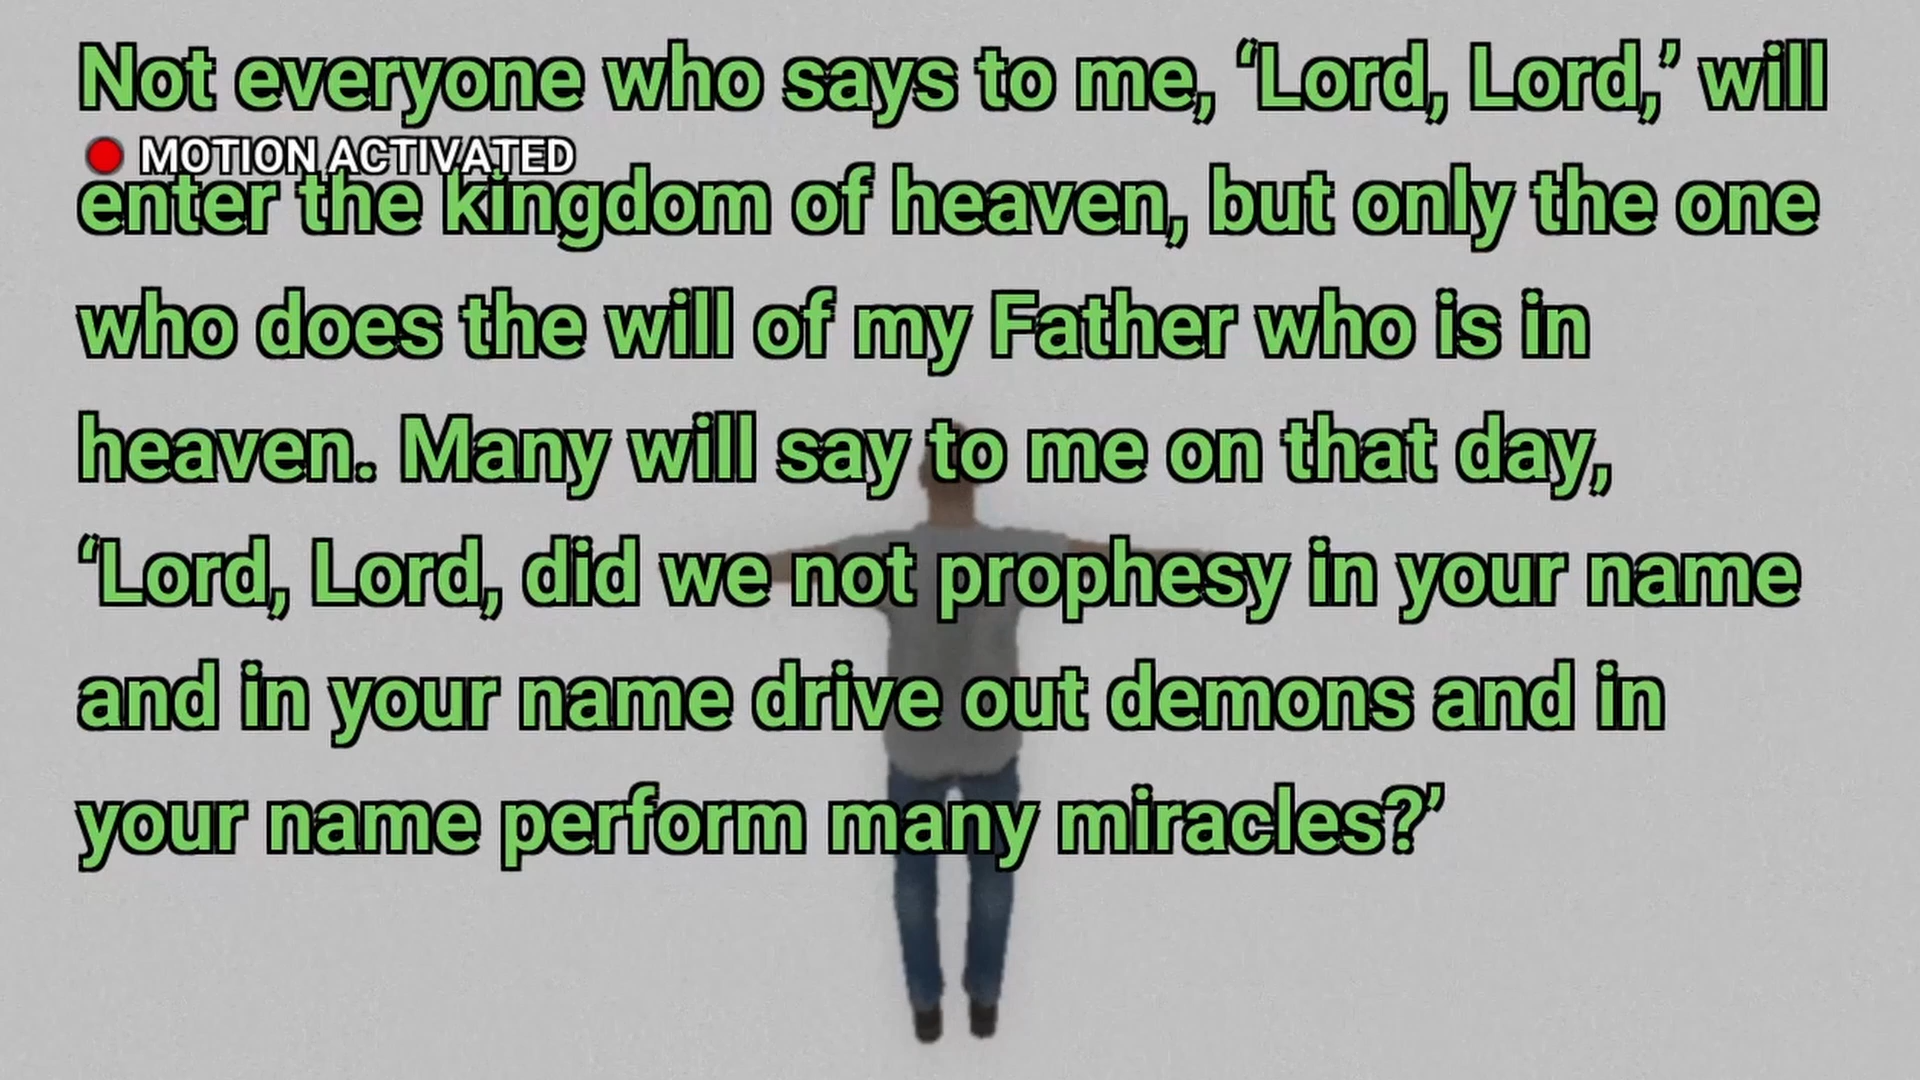 Not everyone who says to me, ‘Lord, Lord,’ will
MOTION ACTIVATED
enter the kingdom of heaven, but only the one
who does the will of my Father who is in
heaven. Many will say to me on that day,
‘Lord, Lord, did we not prophesy in your name
and in your name drive out demons and in
your name perform many miracles?’